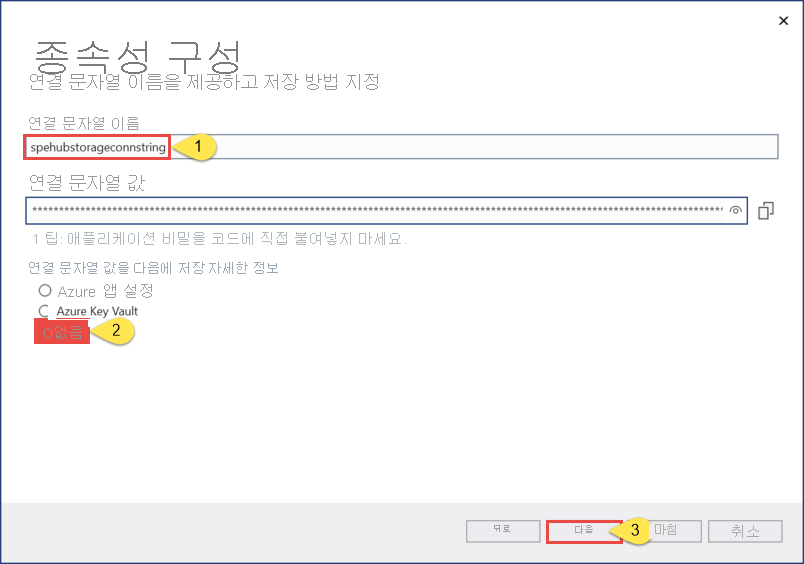 종속성 구성
연결 문자열 이름을 제공하고 저장 방법 지정
연결 문자열 이름
spehubstorageconnstring
1
연결 문자열 값
1 팁: 애플리케이션 비밀을 코드에 직접 붙여넣지 마세요.
연결 문자열 값을 다음에 저장 자세한 정보
Azure 앱 설정
Azure Key Vault
0없음
2
뒤로 다음 3 마침 취소